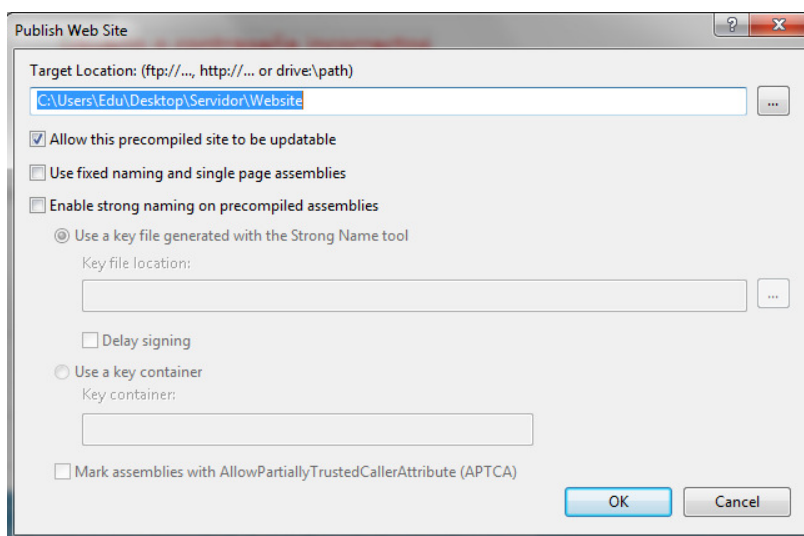 Publish Web Site
Target Location: (ftp://..., http://... or drive:\path)
C:\Users\Edu\Desktop\Servidor\Website
...
Allow this precompiled site to be updatable
Use fixed naming and single page assemblies
Enable strong naming on precompiled assemblies
Use a key file generated with the Strong Name tool
Key file location:
...
Delay signing
Use a key container
Key container:
Mark assemblies with AllowPartiallyTrustedCallerAttribute (APTCA)
OK
Cancel